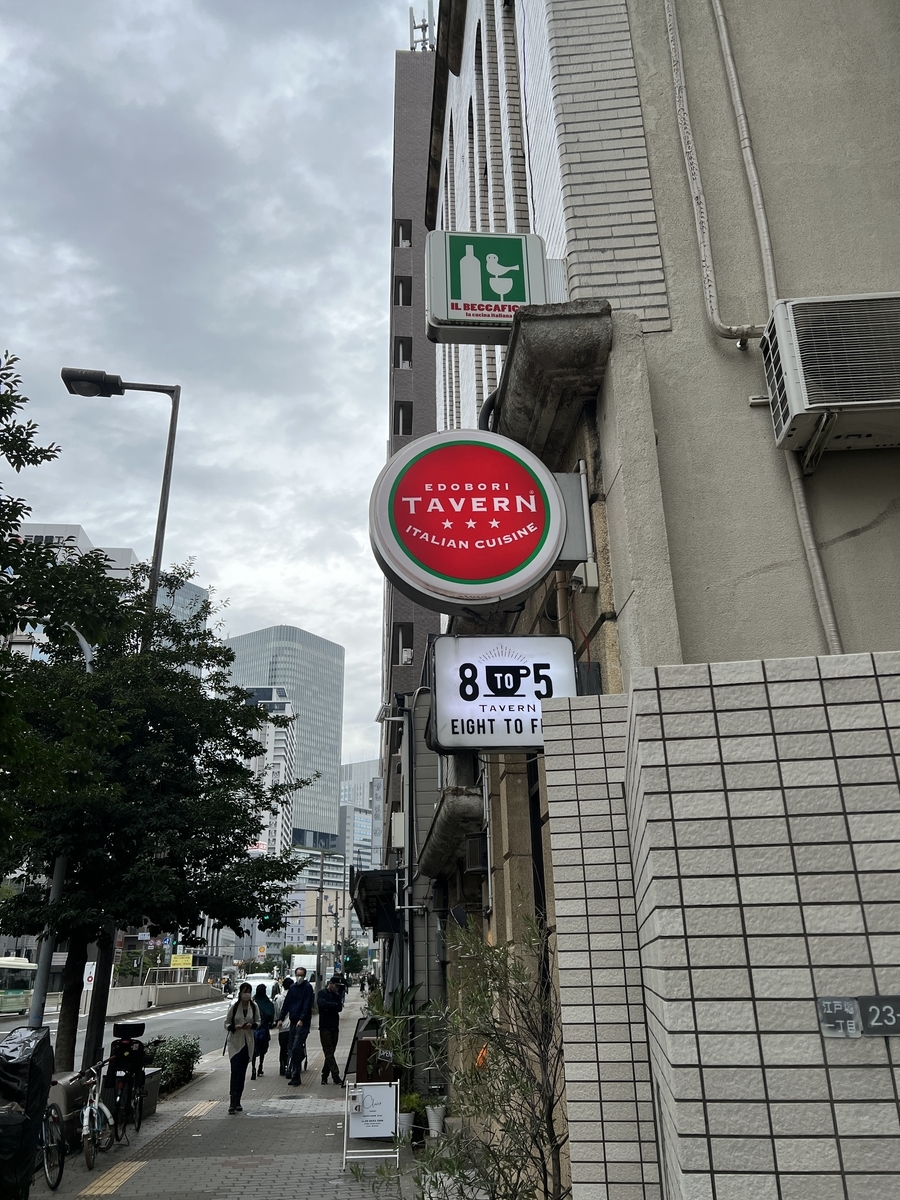 IL BECCAFICO
la cucina italiana
EDOBORI
TAVERN
ITALIAN CUISINE
8 TO 5
TAVERN
EIGHT TO F
江戸堀
一丁目
23-
OPEN